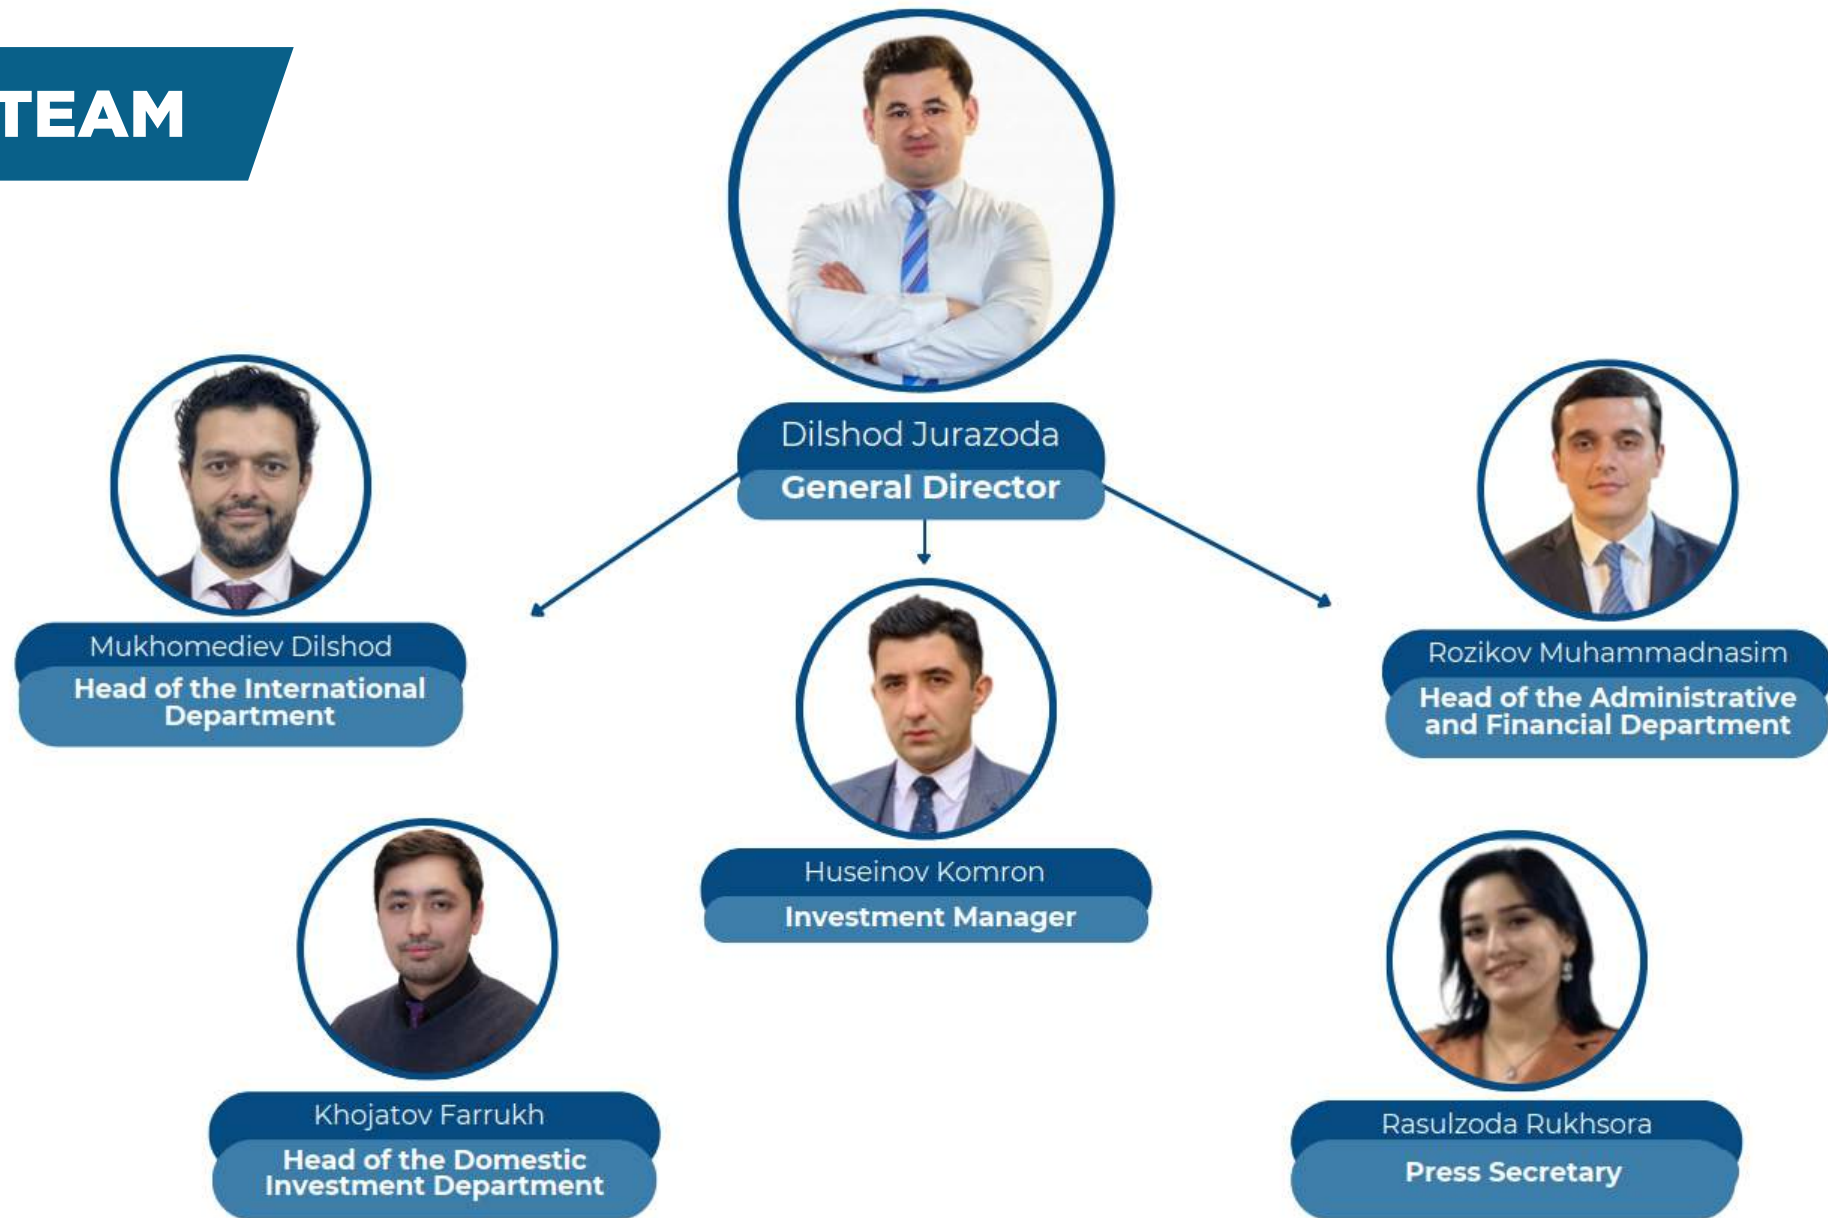 TEAM
Dilshod Jurazoda
General Director
Mukhomediev Dilshod
Head of the International
Department
Rozikov Muhammadnasim
Head of the Administrative
and Financial Department
Huseinov Komron
Investment Manager
Khojatov Farrukh
Head of the Domestic
Investment Department
Rasulzoda Rukhsora
Press Secretary